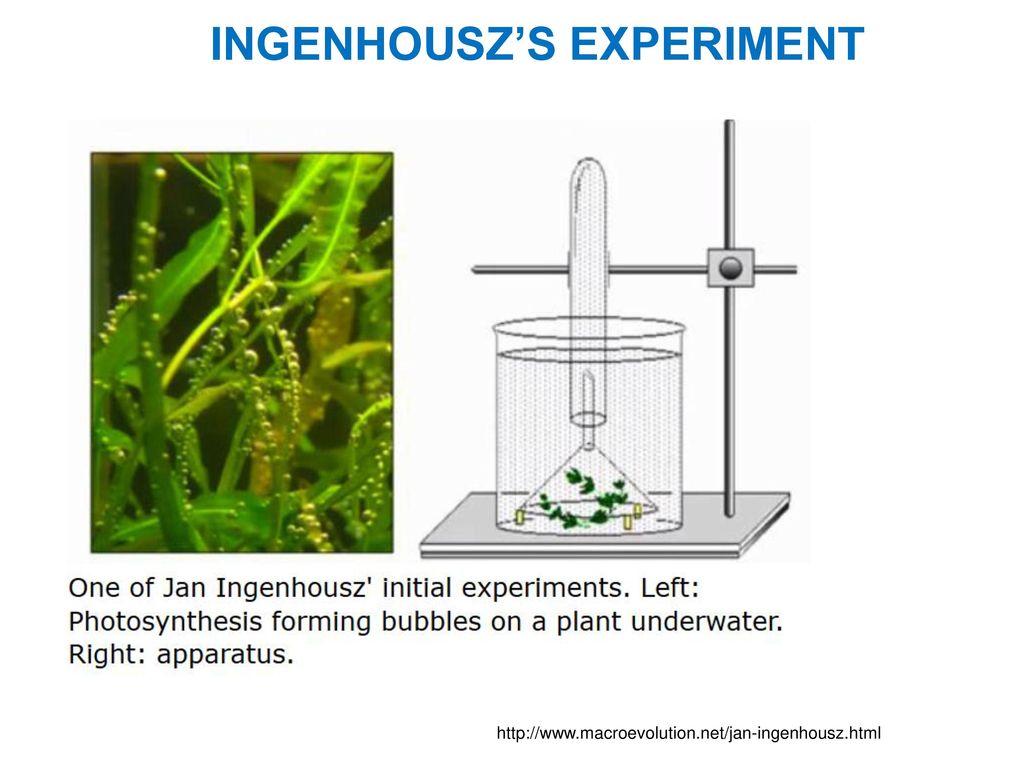 INGENHOUSZ’S EXPERIMENT
One of Jan Ingenhousz' initial experiments. Left:
Photosynthesis forming bubbles on a plant underwater.
Right: apparatus.
http://www.macroevolution.net/jan-ingenhousz.html